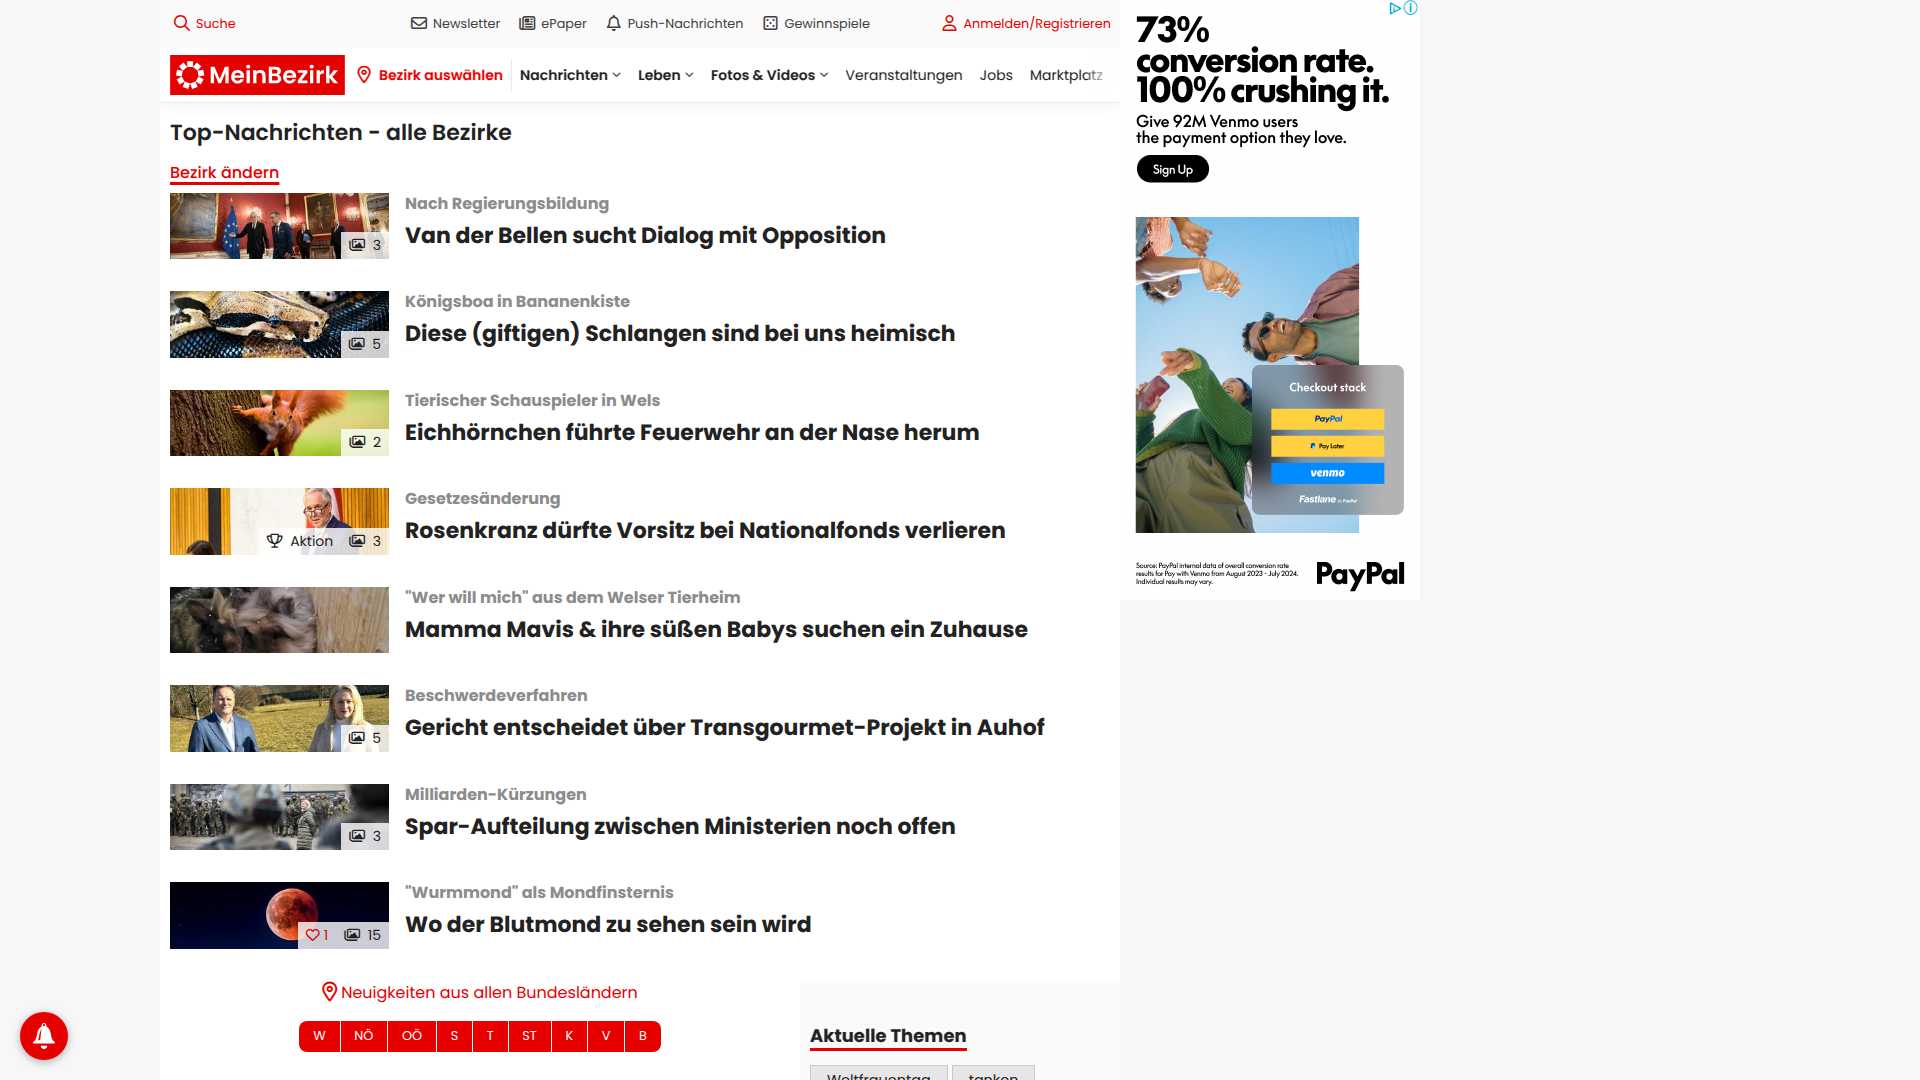 Suche
Newsletter
ePaper
Push-Nachrichten
Gewinnspiele
Anmelden/Registrieren
MeinBezirk
Bezirk auswählen
Nachrichten
Leben
Fotos & Videos
Veranstaltungen
Jobs
Marktplatz
Top-Nachrichten - alle Bezirke
Bezirk ändern
3
Nach Regierungsbildung
Van der Bellen sucht Dialog mit Opposition
5
Königsboa in Bananenkiste
Diese (giftigen) Schlangen sind bei uns heimisch
2
Tierischer Schauspieler in Wels
Eichhörnchen führte Feuerwehr an der Nase herum
Aktion
3
Gesetzesänderung
Rosenkranz dürfte Vorsitz bei Nationalfonds verlieren
"Wer will mich" aus dem Welser Tierheim
Mamma Mavis & ihre süßen Babys suchen ein Zuhause
5
Beschwerdeverfahren
Gericht entscheidet über Transgourmet-Projekt in Auhof
3
Milliarden-Kürzungen
Spar-Aufteilung zwischen Ministerien noch offen
1
15
"Wurmmond" als Mondfinsternis
Wo der Blutmond zu sehen sein wird
Neuigkeiten aus allen Bundesländern
W
NÖ
OÖ
S
T
ST
K
V
B
Aktuelle Themen
Weltfrauentag
tanken
73%
conversion rate.
100% crushing it.
Give 92M Venmo users
the payment option they love.
Sign Up
Checkout stack
PayPal
Pay Later
venmo
Fastlane by PayPal
Source: PayPal internal data of overall conversion rate
results for Pay with Venmo from August 2023 - July 2024.
Individual results may vary.
PayPal